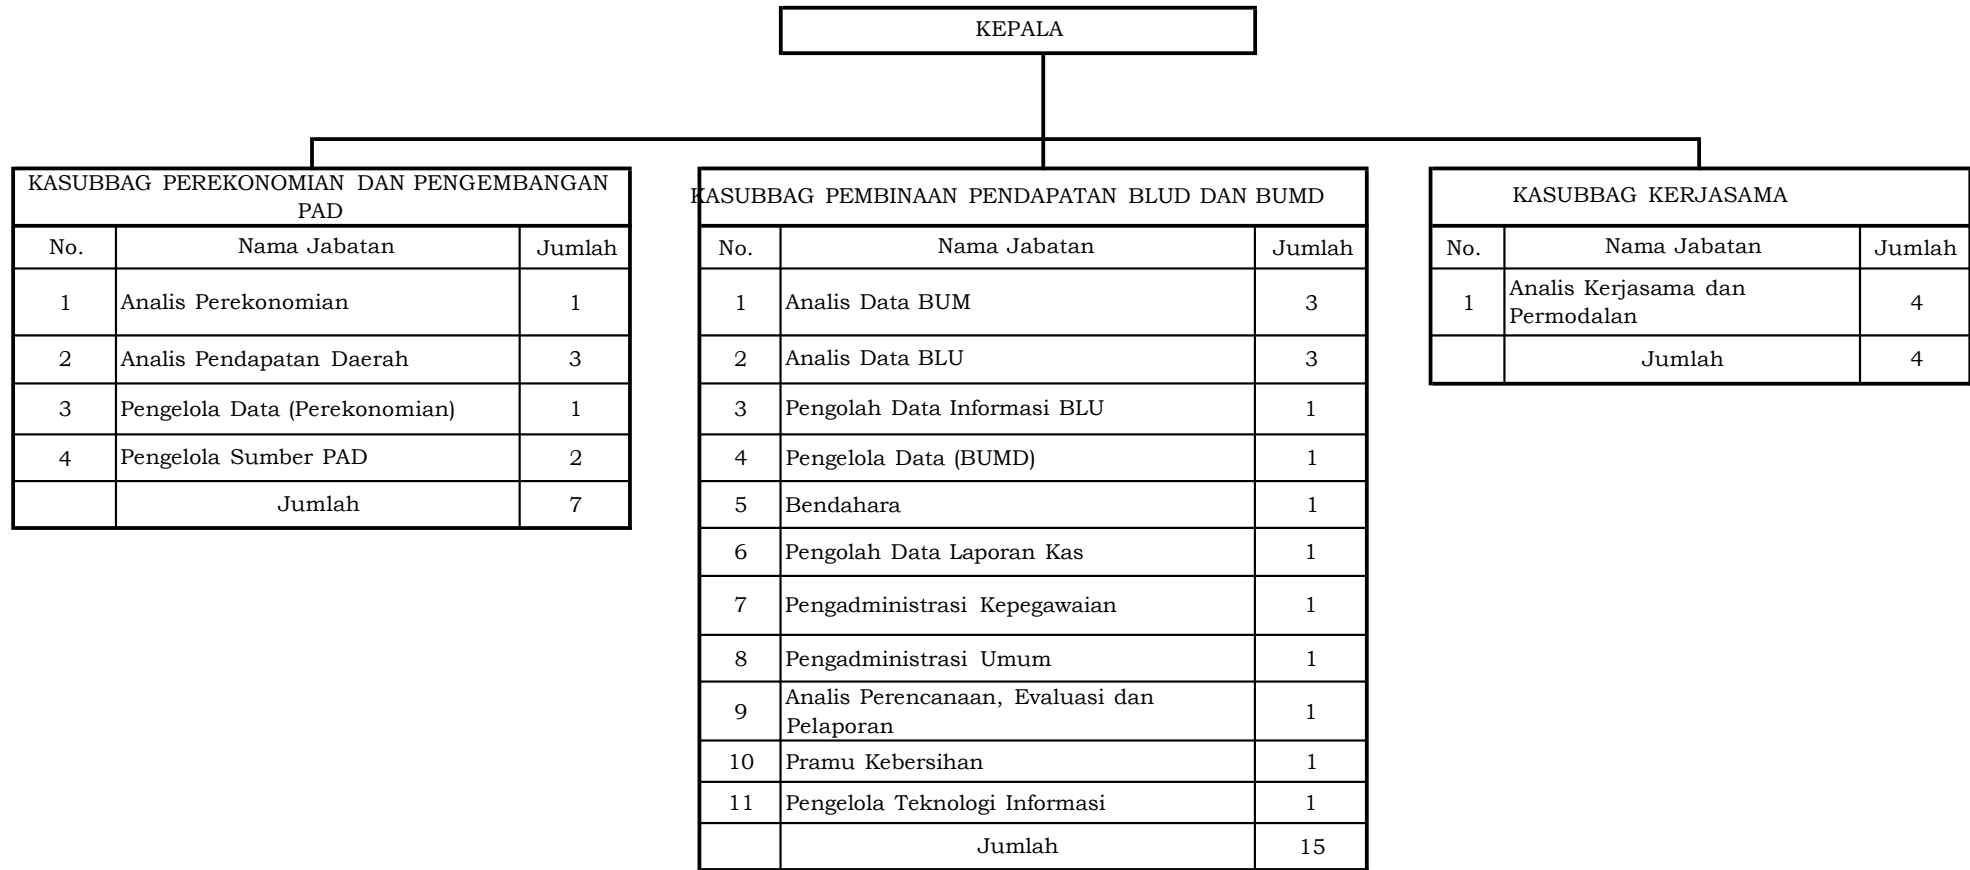 KEPALA
KASUBBAG PEREKONOMIAN DAN PENGEMBANGAN
PAD
No. Nama Jabatan Jumlah
1 Analis Perekonomian 1
2 Analis Pendapatan Daerah 3
3 Pengelola Data (Perekonomian) 1
4 Pengelola Sumber PAD 2
Jumlah 7
KASUBBAG PEMBINAAN PENDAPATAN BLUD DAN BUMD
No. Nama Jabatan Jumlah
1 Analis Data BUM 3
2 Analis Data BLU 3
3 Pengolah Data Informasi BLU 1
4 Pengelola Data (BUMD) 1
5 Bendahara 1
6 Pengolah Data Laporan Kas 1
7 Pengadministrasi Kepegawaian 1
8 Pengadministrasi Umum 1
9 Analis Perencanaan, Evaluasi dan
Pelaporan 1
10 Pramu Kebersihan 1
11 Pengelola Teknologi Informasi 1
Jumlah 15
KASUBBAG KERJASAMA
No. Nama Jabatan Jumlah
1 Analis Kerjasama dan
Permodalan 4
Jumlah 4